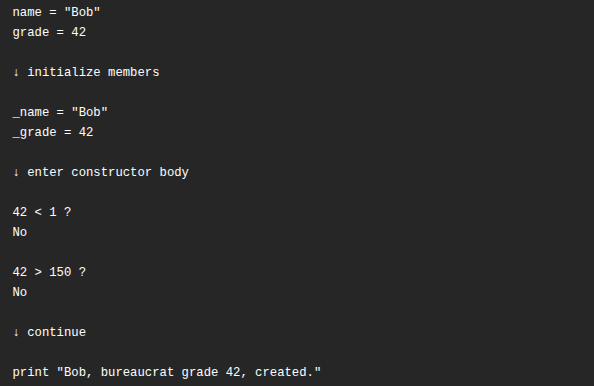 name = "Bob"
grade = 42
↓ initialize members
_name = "Bob"
_grade = 42
↓ enter constructor body
42 < 1 ?
No
42 > 150 ?
No
↓ continue
print "Bob, bureaucrat grade 42, created."